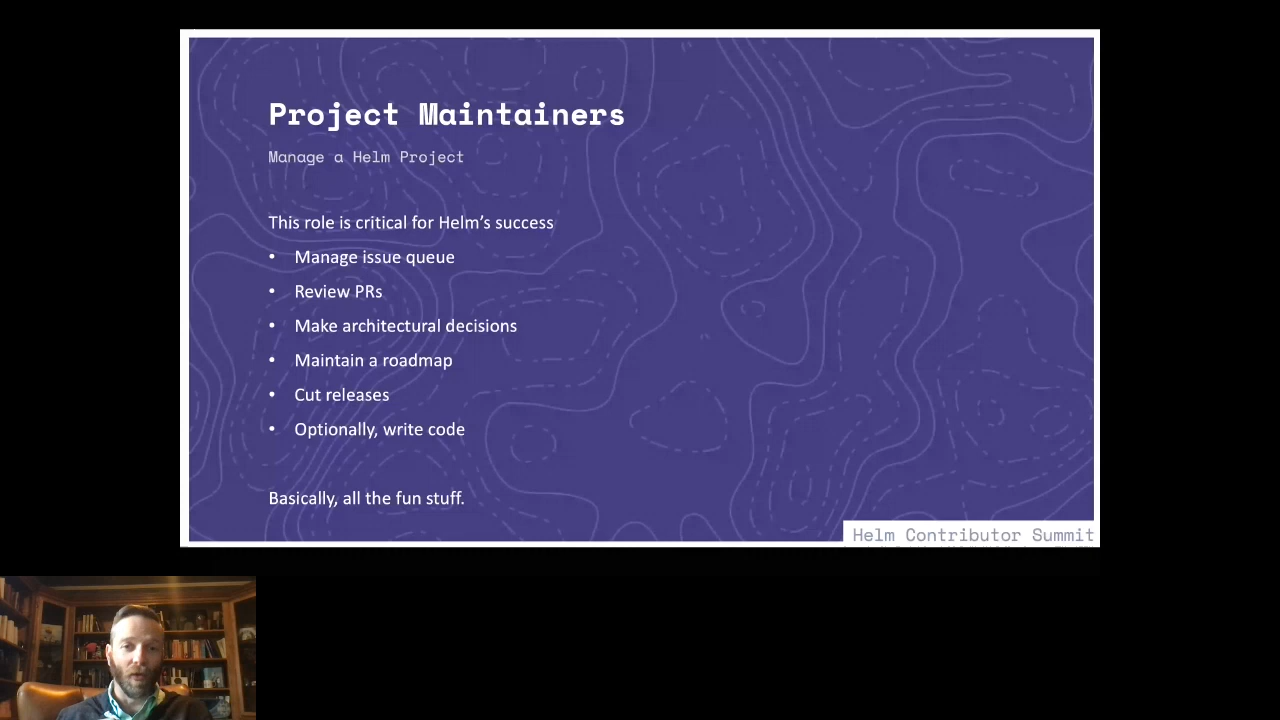 Project Maintainers
Manage a Helm Project
This role is critical for Helm’s success
• Manage issue queue
• Review PRs
• Make architectural decisions
• Maintain a roadmap
• Cut releases
• Optionally, write code
Basically, all the fun stuff.
Helm Contributor Summit